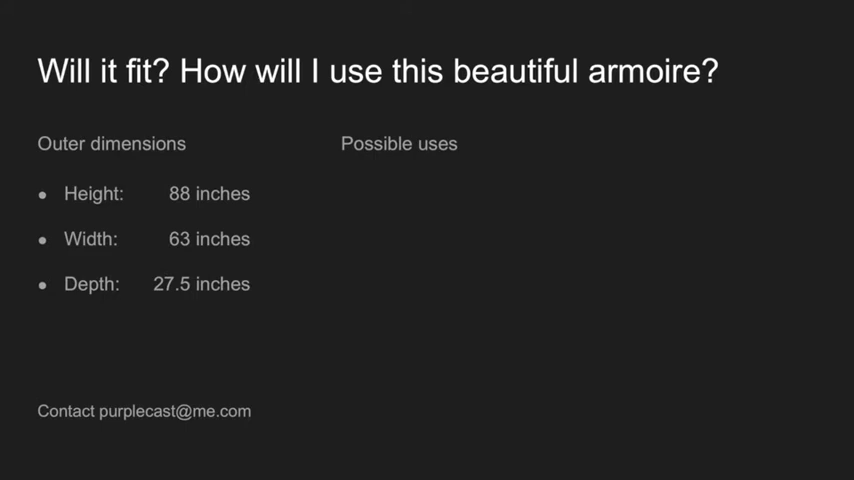 Will it fit? How will I use this beautiful armoire?
Outer dimensions
● Height: 88 inches
● Width: 63 inches
● Depth: 27.5 inches
Possible uses
Contact purplecast@me.com